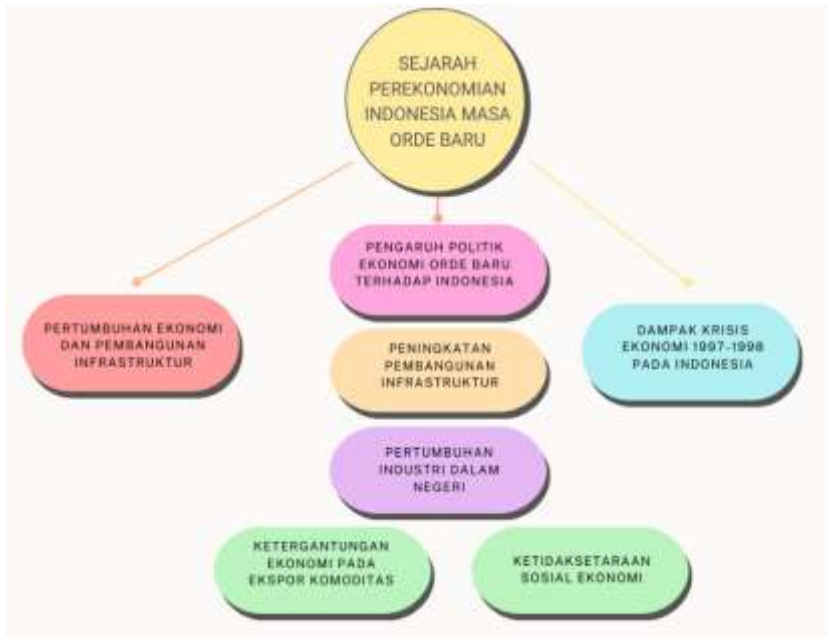 SEJARAH
PEREKONOMIAN
INDONESIA MASA
ORDE BARU
PENGARUH POLITIK
EKONOMI ORDE BARU
TERHADAP INDONESIA
PERTUMBUHAN EKONOMI
DAN PEMBANGUNAN
INFRASTRUKTUR
PENINGKATAN
PEMBANGUNAN
INFRASTRUKTUR
DAMPAK KRISIS
EKONOMI 1997-1998
PADA INDONESIA
PERTUMBUHAN
INDUSTRI DALAM
NEGERI
KETERGANTUNGAN
EKONOMI PADA
EKSPOR KOMODITAS
KETIDAKSETARAAN
SOSIAL EKONOMI